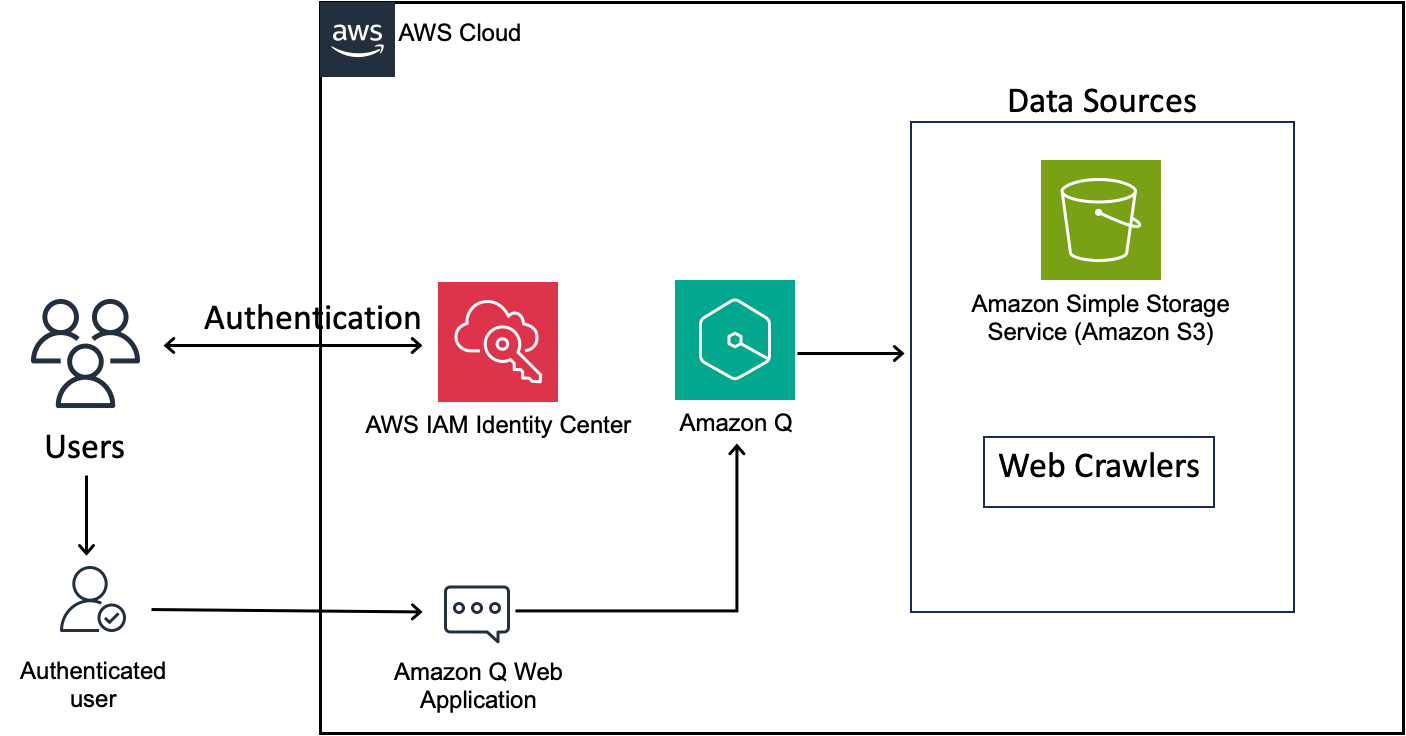 aws
AWS Cloud
Data Sources
Amazon Simple Storage
Service (Amazon S3)
Authentication
Users
AWS IAM Identity Center
Amazon Q
Web Crawlers
Authenticated
user
Amazon Q Web
Application